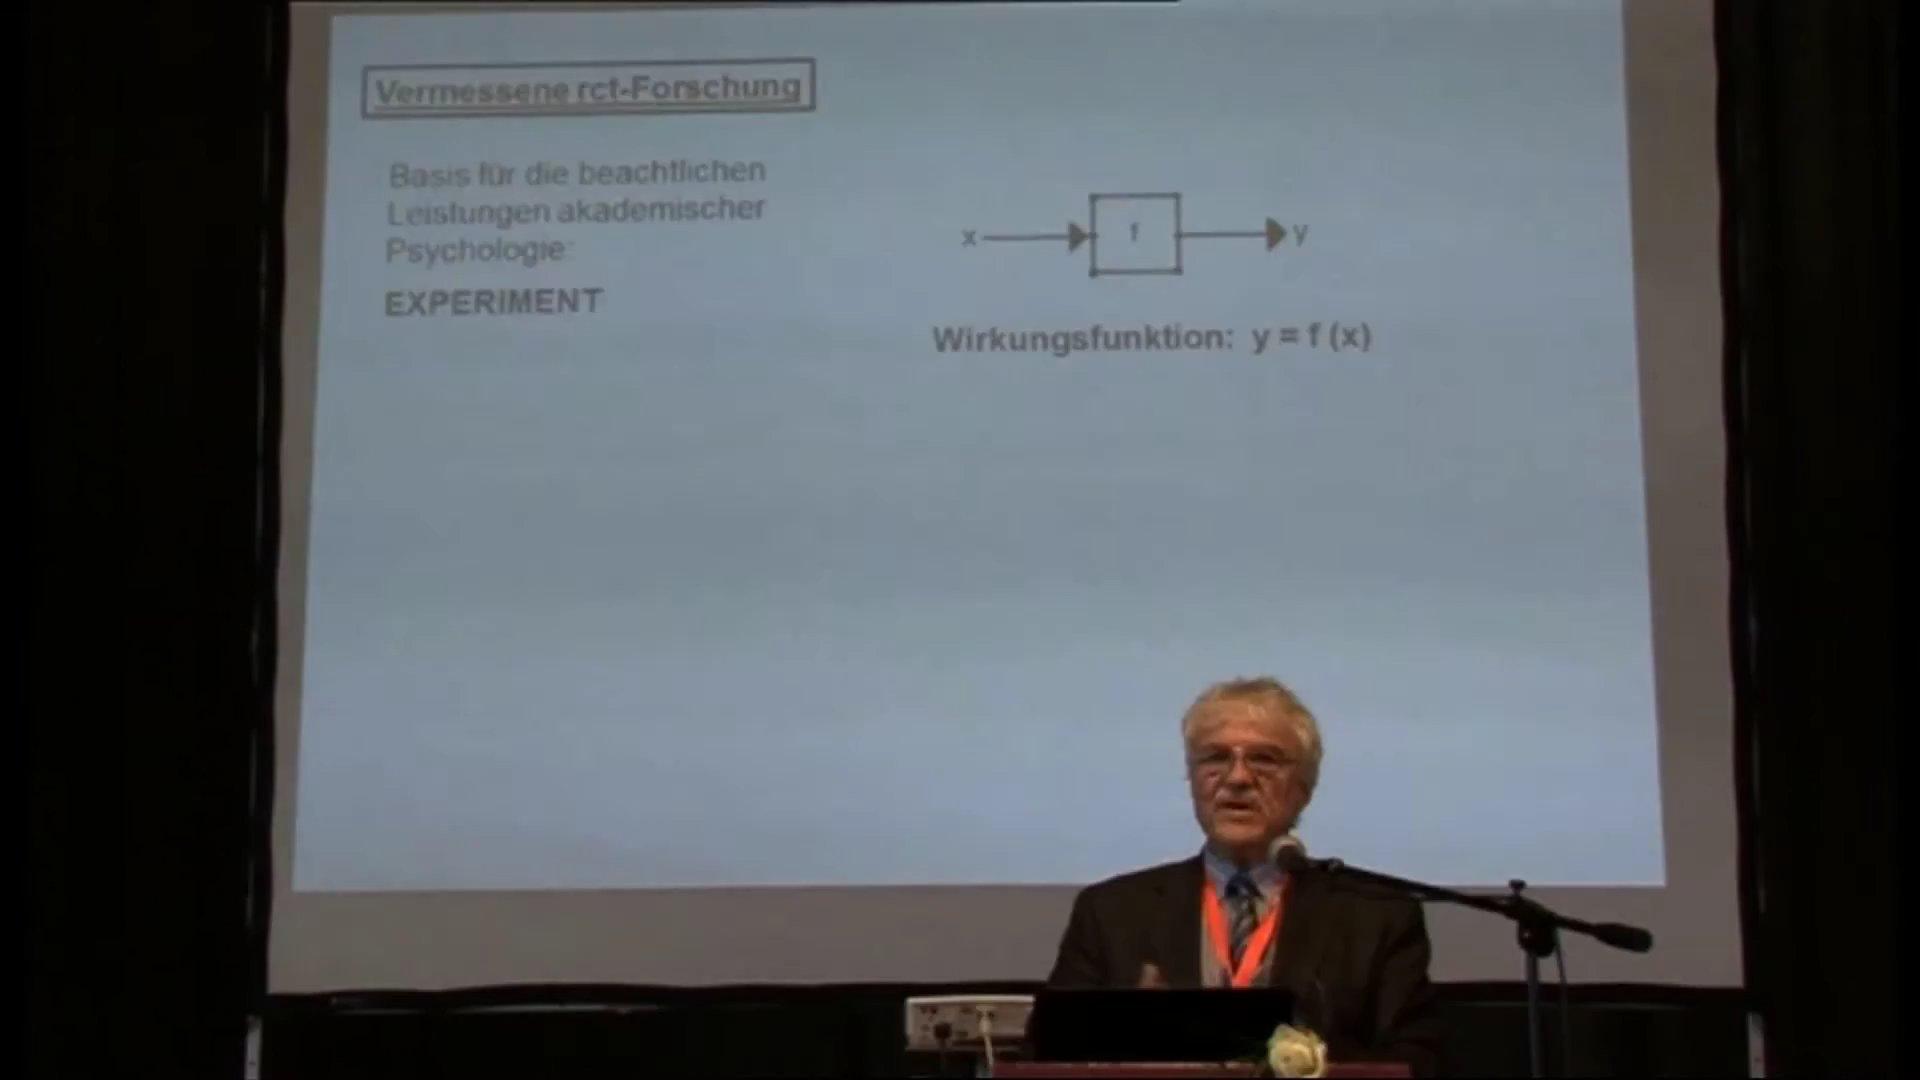 Vermessene rct-Forschung
Basis für die beachtlichen
Leistungen akademischer
Psychologie:
EXPERIMENT
x f y
Wirkungsfunktion: y = f (x)